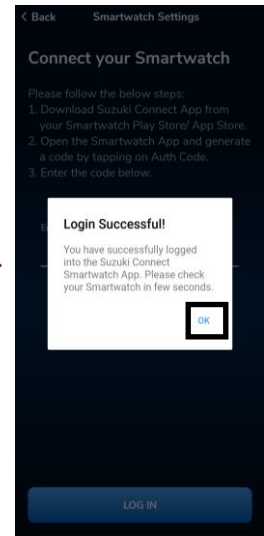 < Back Smartwatch Settings
Connect your Smartwatch
Please follow the below steps:
1. Download Suzuki Connect App from
your Smartwatch Play Store/ App Store.
2. Open the Smartwatch App and generate
a code by tapping on Auth Code.
3. Enter the code below.
Login Successful!
You have successfully logged
into the Suzuki Connect
Smartwatch App. Please check
your Smartwatch in few seconds.
OK
LOG IN